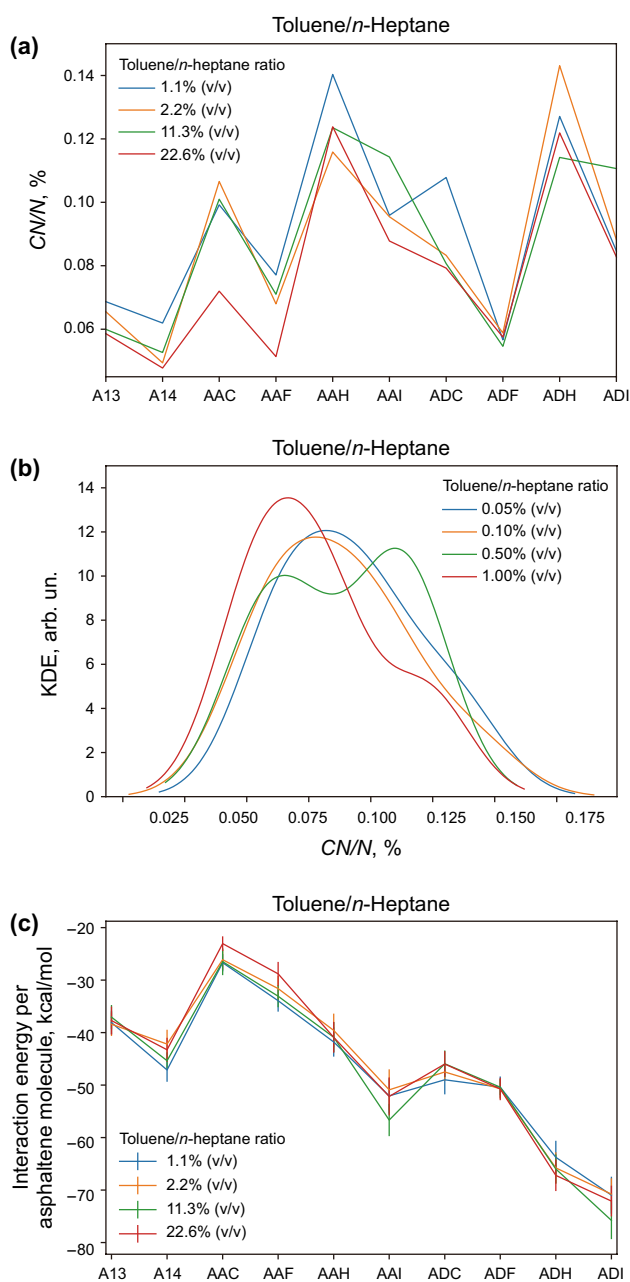 (a)
Toluene/n-Heptane
Toluene/n-heptane ratio
1.1% (v/v)
2.2% (v/v)
11.3% (v/v)
22.6% (v/v)
CN/N, %
0.14
0.12
0.10
0.08
0.06
A13 A14 AAC AAF AAH AAI ADC ADF ADH ADI
(b)
Toluene/n-Heptane
Toluene/n-heptane ratio
0.05% (v/v)
0.10% (v/v)
0.50% (v/v)
1.00% (v/v)
KDE, arb. un.
14
12
10
8
6
4
2
0
0.025 0.050 0.075 0.100 0.125 0.150 0.175
CN/N, %
(c)
Toluene/n-Heptane
Interaction energy per
asphaltene molecule, kcal/mol
−20
−30
−40
−50
−60
−70
−80
Toluene/n-heptane ratio
1.1% (v/v)
2.2% (v/v)
11.3% (v/v)
22.6% (v/v)
A13 A14 AAC AAF AAH AAI ADC ADF ADH ADI